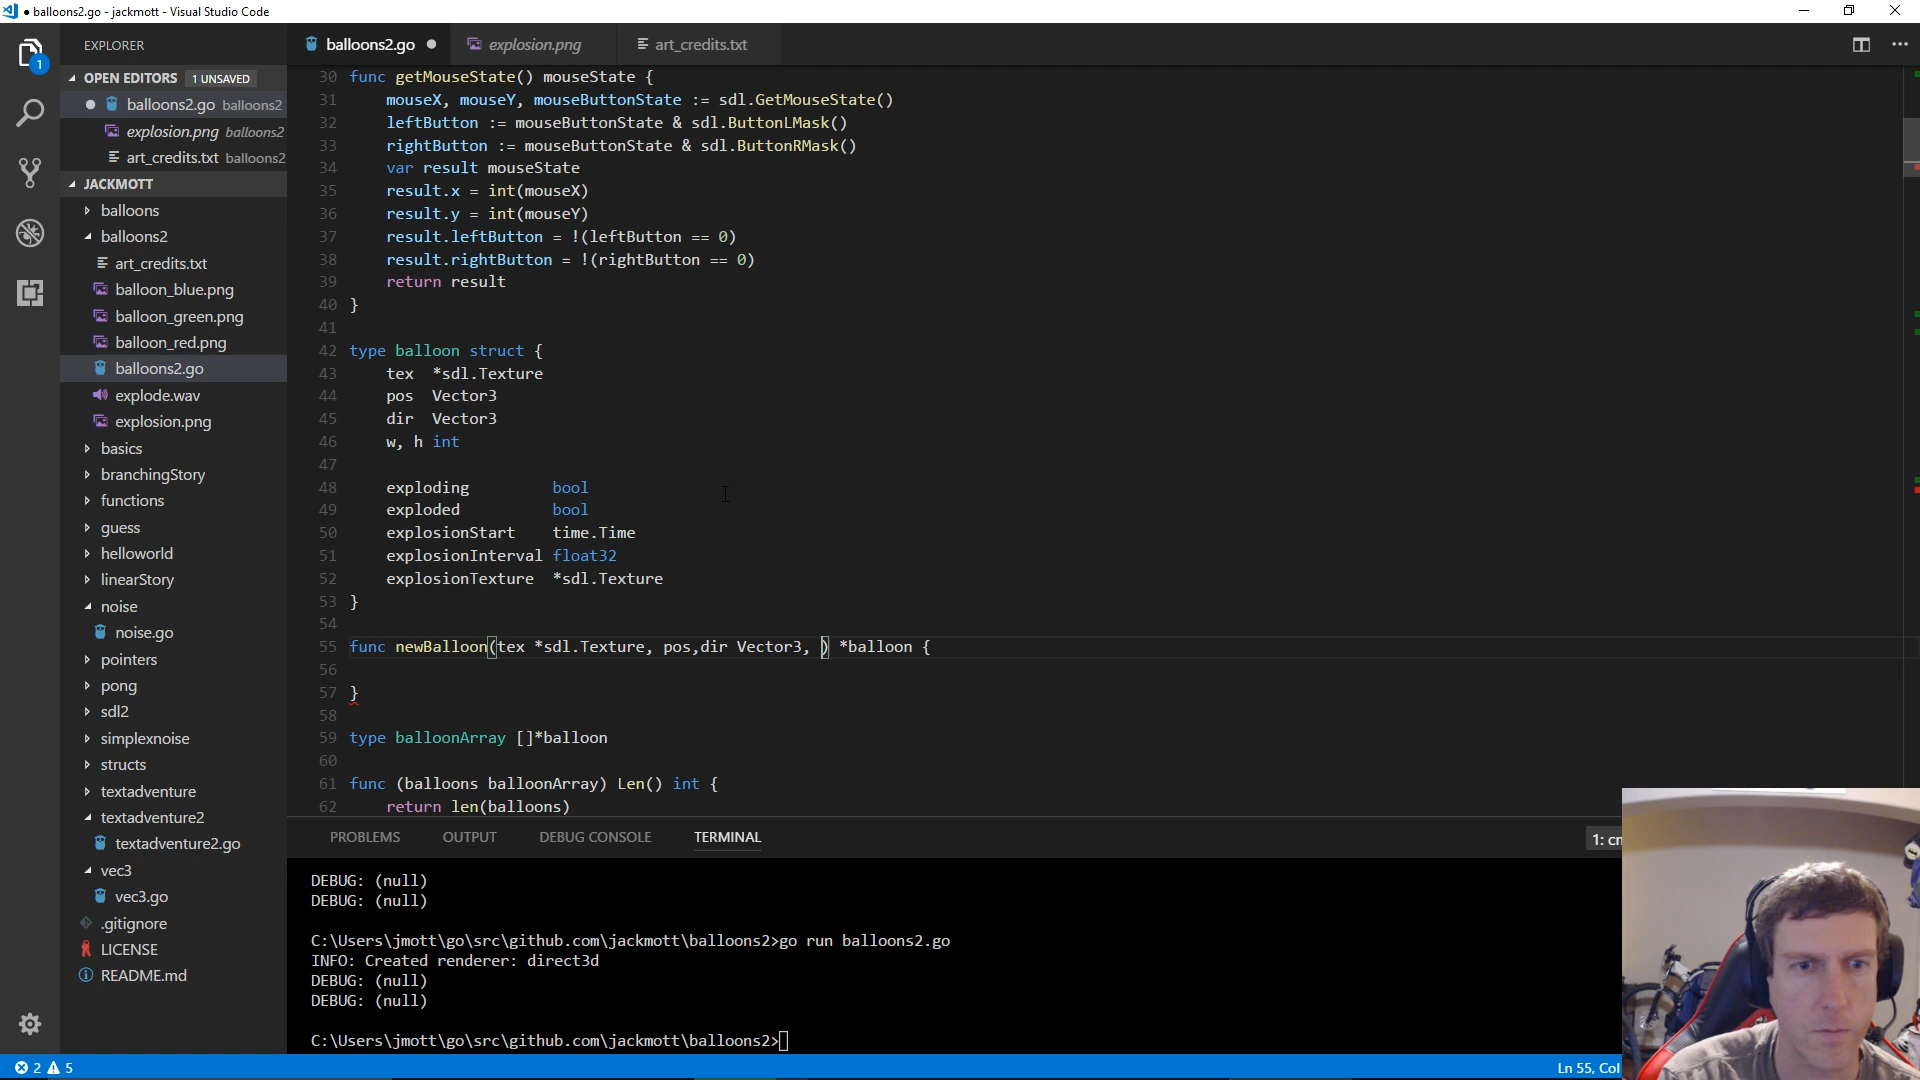 ● balloons2.go - jackmott - Visual Studio Code
EXPLORER
balloons2.go
explosion.png
art_credits.txt
OPEN EDITORS 1 UNSAVED
balloons2.go balloons2
explosion.png balloons2
art_credits.txt balloons2
JACKMOTT
balloons
balloons2
art_credits.txt
balloon_blue.png
balloon_green.png
balloon_red.png
balloons2.go
explode.wav
explosion.png
basics
branchingStory
functions
guess
helloworld
linearStory
noise
noise.go
pointers
pong
sdl2
simplexnoise
structs
textadventure
textadventure2
textadventure2.go
vec3
vec3.go
.gitignore
LICENSE
README.md
1
30 func getMouseState() mouseState {
31 mouseX, mouseY, mouseButtonState := sdl.GetMouseState()
32 leftButton := mouseButtonState & sdl.ButtonLMask()
33 rightButton := mouseButtonState & sdl.ButtonRMask()
34 var result mouseState
35 result.x = int(mouseX)
36 result.y = int(mouseY)
37 result.leftButton = !(leftButton == 0)
38 result.rightButton = !(rightButton == 0)
39 return result
40 }
41
42 type balloon struct {
43 tex *sdl.Texture
44 pos Vector3
45 dir Vector3
46 w, h int
47
48 exploding bool
49 exploded bool
50 explosionStart time.Time
51 explosionInterval float32
52 explosionTexture *sdl.Texture
53 }
54
55 func newBalloon(tex *sdl.Texture, pos,dir Vector3, ) *balloon {
56
57 }
58
59 type balloonArray []*balloon
60
61 func (balloons balloonArray) Len() int {
62 return len(balloons)
PROBLEMS OUTPUT DEBUG CONSOLE TERMINAL
1: cm
DEBUG: (null)
DEBUG: (null)
C:\Users\jmott\go\src\github.com\jackmott\balloons2>go run balloons2.go
INFO: Created renderer: direct3d
DEBUG: (null)
DEBUG: (null)
C:\Users\jmott\go\src\github.com\jackmott\balloons2>
2 5
Ln 55, Col